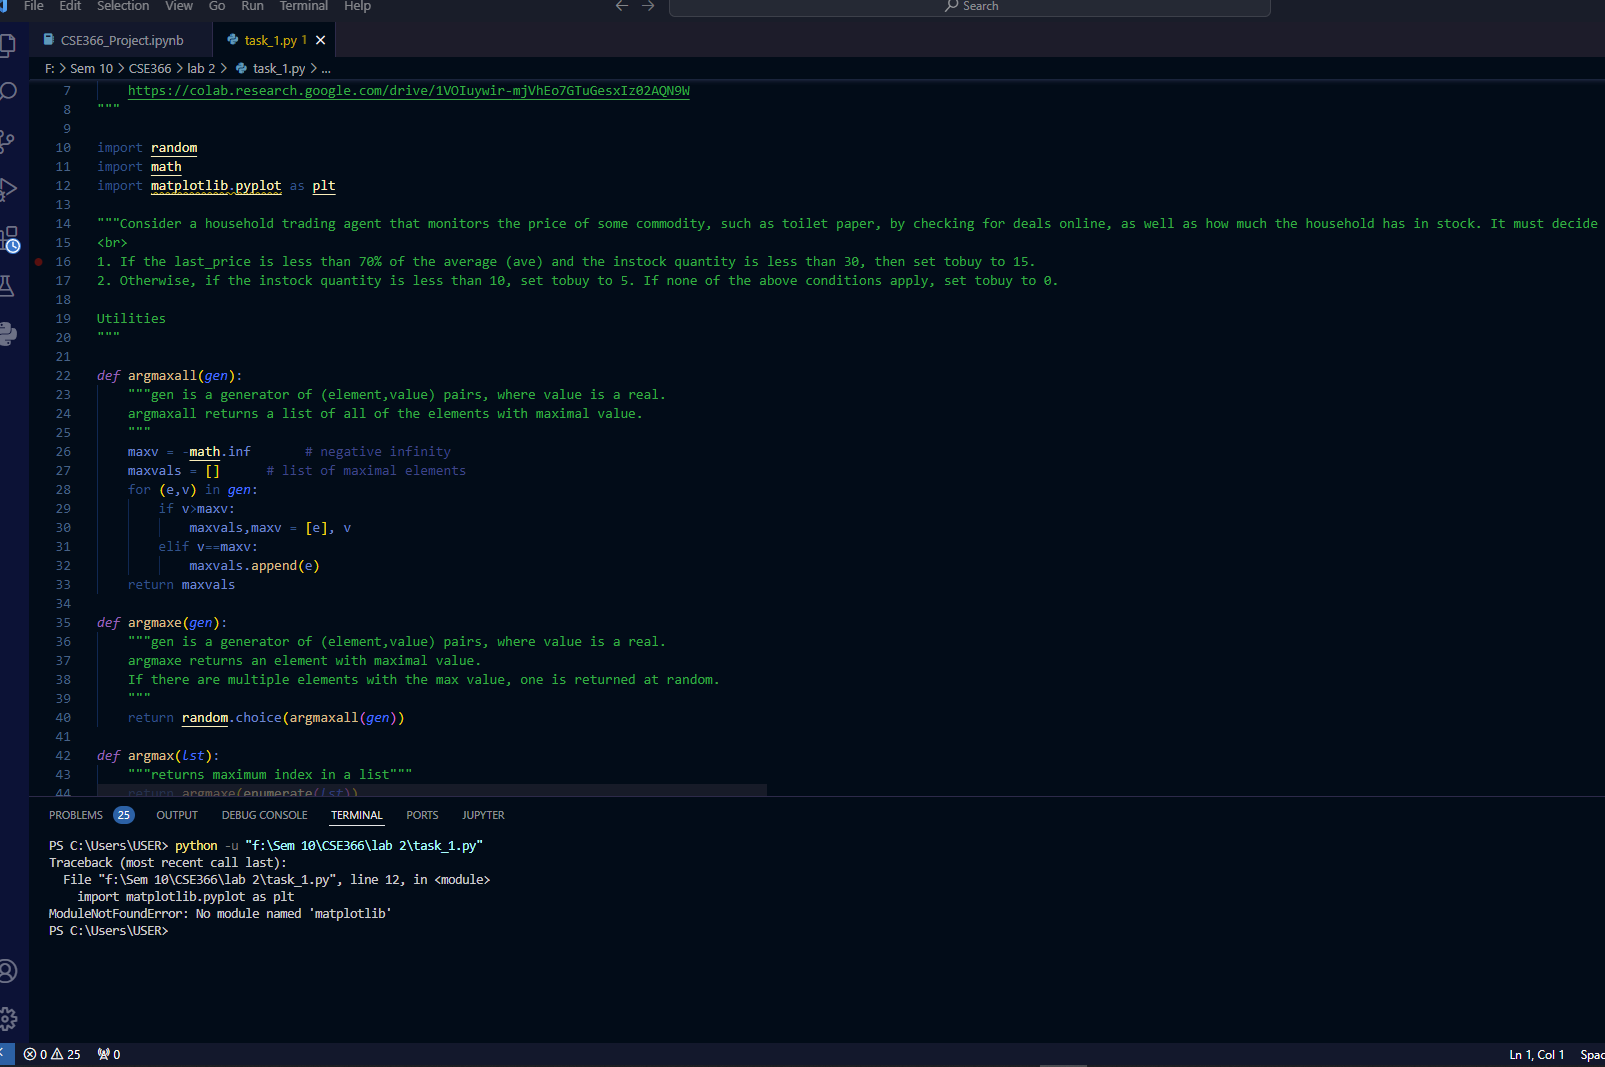 File Edit Selection View Go Run Terminal Help
Search
CSE366_Project.ipynb task_1.py 1
F: > Sem 10 > CSE366 > lab 2 > task_1.py > ...
7 https://colab.research.google.com/drive/1VOIuywir-mjVhEo7GTuGesxIz02AQN9W
8 """
9
10 import random
11 import math
12 import matplotlib.pyplot as plt
13
14 """Consider a household trading agent that monitors the price of some commodity, such as toilet paper, by checking for deals online, as well as how much the household has in stock. It must decide
15 <br>
16 1. If the last_price is less than 70% of the average (ave) and the instock quantity is less than 30, then set tobuy to 15.
17 2. Otherwise, if the instock quantity is less than 10, set tobuy to 5. If none of the above conditions apply, set tobuy to 0.
18
19 Utilities
20 """
21
22 def argmaxall(gen):
23 """gen is a generator of (element,value) pairs, where value is a real.
24 argmaxall returns a list of all of the elements with maximal value.
25 """
26 maxv = -math.inf # negative infinity
27 maxvals = [] # list of maximal elements
28 for (e,v) in gen:
29 if v>maxv:
30 maxvals,maxv = [e], v
31 elif v==maxv:
32 maxvals.append(e)
33 return maxvals
34
35 def argmaxe(gen):
36 """gen is a generator of (element,value) pairs, where value is a real.
37 argmaxe returns an element with maximal value.
38 If there are multiple elements with the max value, one is returned at random.
39 """
40 return random.choice(argmaxall(gen))
41
42 def argmax(lst):
43 """returns maximum index in a list"""
44 return argmaxe(enumerate(lst))
PROBLEMS 25 OUTPUT DEBUG CONSOLE TERMINAL PORTS JUPYTER
PS C:\Users\USER> python -u "f:\Sem 10\CSE366\lab 2\task_1.py"
Traceback (most recent call last):
File "f:\Sem 10\CSE366\lab 2\task_1.py", line 12, in <module>
import matplotlib.pyplot as plt
ModuleNotFoundError: No module named 'matplotlib'
PS C:\Users\USER>
0 25 0 Ln 1, Col 1 Spac